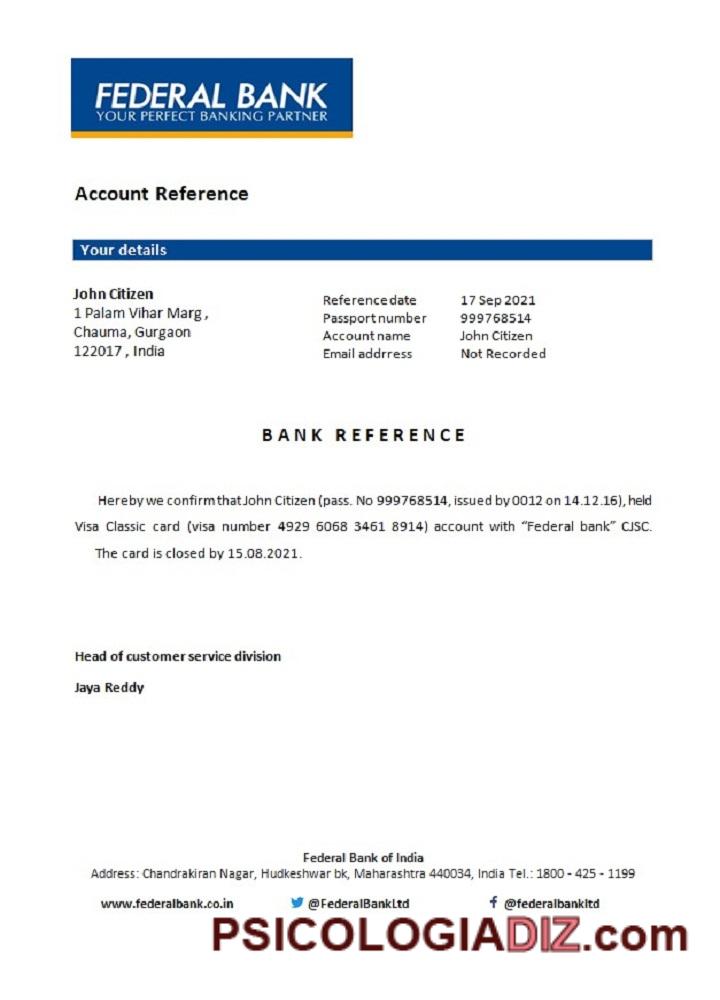 FEDERAL BANK
YOUR PERFECT BANKING PARTNER
Account Reference
Your details
John Citizen
1 Palam Vihar Marg ,
Chauma, Gurgaon
122017 , India
Reference date 17 Sep 2021
Passport number 999768514
Account name John Citizen
Email addrress Not Recorded
BANK REFERENCE
Hereby we confirm that John Citizen (pass. No 999768514, issued by 0012 on 14.12.16), held
Visa Classic card (visa number 4929 6068 3461 8914) account with “Federal bank” CJSC.
The card is closed by 15.08.2021.
Head of customer service division
Jaya Reddy
Federal Bank of India
Address: Chandrakiran Nagar, Hudkeshwar bk, Maharashtra 440034, India Tel.: 1800 - 425 - 1199
www.federalbank.co.in @FederalBankLtd @federalbankltd
PSICOLOGIADIZ.com